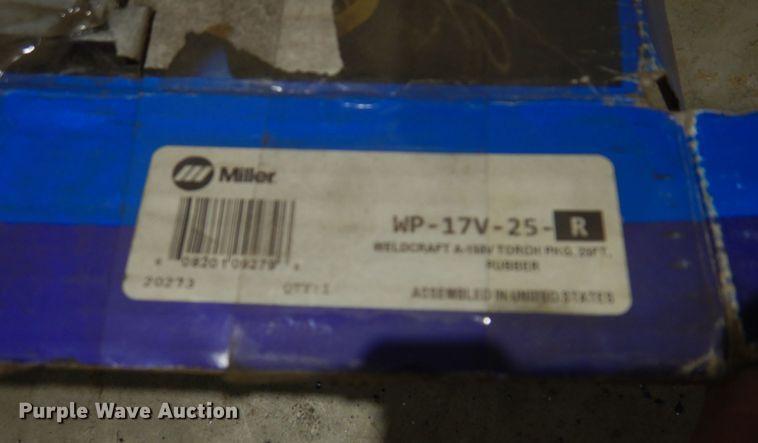 Miller
WP-17V-25-R
WELDCRAFT A-150V TORCH PKG, 25FT,
RUBBER
20273
QTY:1
ASSEMBLED IN UNITED STATES
Purple Wave Auction